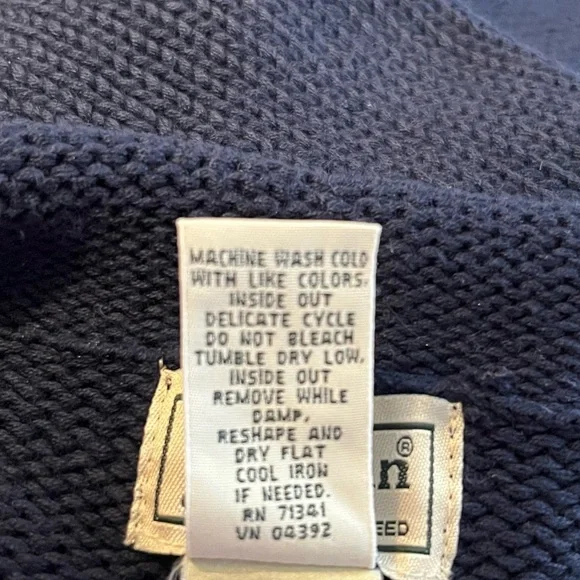 MACHINE WASH COLD
WITH LIKE COLORS,
INSIDE OUT
DELICATE CYCLE
DO NOT BLEACH
TUMBLE DRY LOW,
INSIDE OUT
REMOVE WHILE
DAMP,
RESHAPE AND
DRY FLAT
COOL IRON
IF NEEDED.
RN 71341
VN 04392
n®
EED